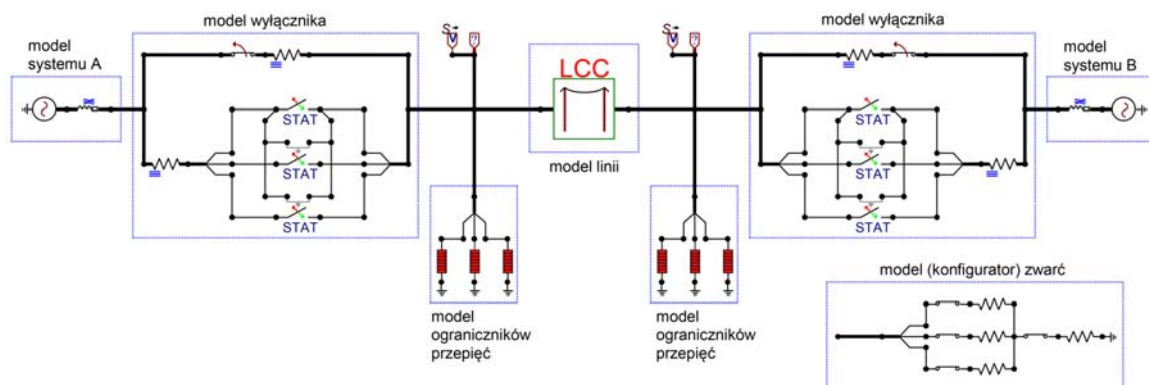 model wyłącznika
model
systemu A
STAT
STAT
STAT
S
V
?
LCC
model linii
S
V
?
model wyłącznika
STAT
STAT
STAT
model
systemu B
model
ograniczników
przepięć
model
ograniczników
przepięć
model (konfigurator) zwarć